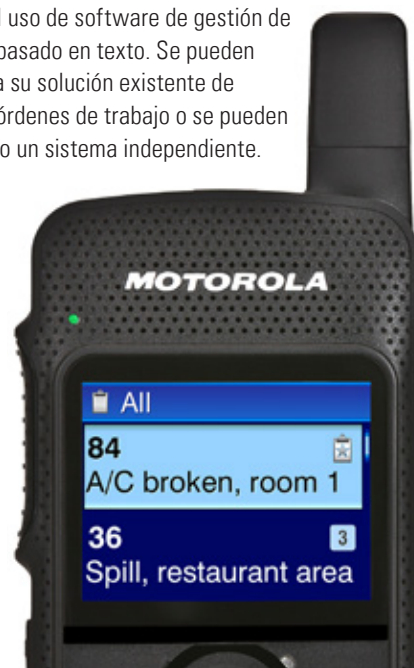 l uso de software de gestión de
basado en texto. Se pueden
a su solución existente de
órdenes de trabajo o se pueden
o un sistema independiente.
MOTOROLA
All
84
A/C broken, room 1
36 3
Spill, restaurant area